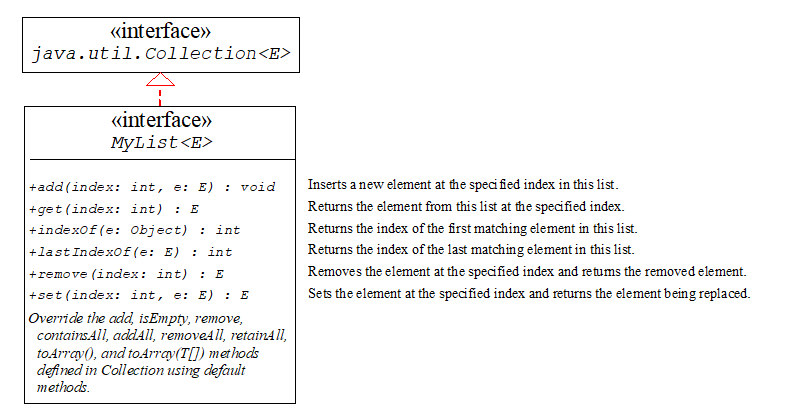 «interface»
java.util.Collection<E>
«interface»
MyList<E>
+add(index: int, e: E) : void Inserts a new element at the specified index in this list.
+get(index: int) : E Returns the element from this list at the specified index.
+indexOf(e: Object) : int Returns the index of the first matching element in this list.
+lastIndexOf(e: E) : int Returns the index of the last matching element in this list.
+remove(index: int) : E Removes the element at the specified index and returns the removed element.
+set(index: int, e: E) : E Sets the element at the specified index and returns the element being replaced.
Override the add, isEmpty, remove,
containsAll, addAll, removeAll, retainAll,
toArray(), and toArray(T[]) methods
defined in Collection using default
methods.